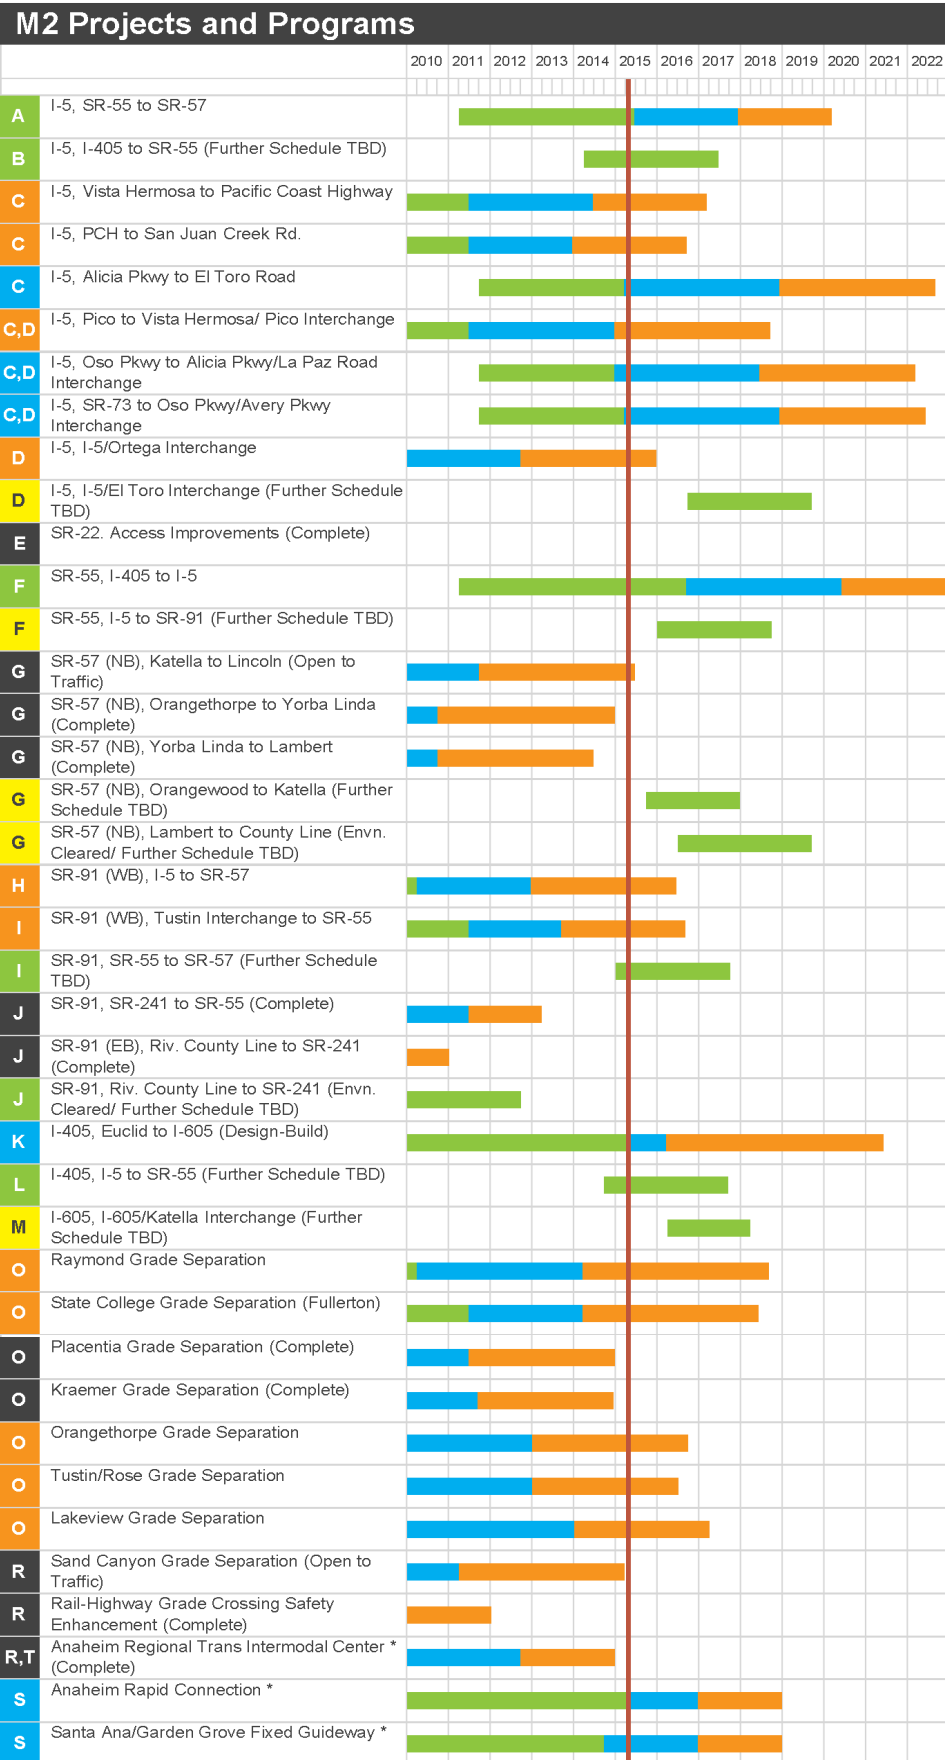 M2 Projects and Programs
2010 2011 2012 2013 2014 2015 2016 2017 2018 2019 2020 2021 2022
A I-5, SR-55 to SR-57
B I-5, I-405 to SR-55 (Further Schedule TBD)
C I-5, Vista Hermosa to Pacific Coast Highway
C I-5, PCH to San Juan Creek Rd.
C I-5, Alicia Pkwy to El Toro Road
C,D I-5, Pico to Vista Hermosa/ Pico Interchange
C,D I-5, Oso Pkwy to Alicia Pkwy/La Paz Road
Interchange
C,D I-5, SR-73 to Oso Pkwy/Avery Pkwy
Interchange
D I-5, I-5/Ortega Interchange
D I-5, I-5/El Toro Interchange (Further Schedule
TBD)
E SR-22. Access Improvements (Complete)
F SR-55, I-405 to I-5
F SR-55, I-5 to SR-91 (Further Schedule TBD)
G SR-57 (NB), Katella to Lincoln (Open to
Traffic)
G SR-57 (NB), Orangethorpe to Yorba Linda
(Complete)
G SR-57 (NB), Yorba Linda to Lambert
(Complete)
G SR-57 (NB), Orangewood to Katella (Further
Schedule TBD)
G SR-57 (NB), Lambert to County Line (Envn.
Cleared/ Further Schedule TBD)
H SR-91 (WB), I-5 to SR-57
I SR-91 (WB), Tustin Interchange to SR-55
I SR-91, SR-55 to SR-57 (Further Schedule
TBD)
J SR-91, SR-241 to SR-55 (Complete)
J SR-91 (EB), Riv. County Line to SR-241
(Complete)
J SR-91, Riv. County Line to SR-241 (Envn.
Cleared/ Further Schedule TBD)
K I-405, Euclid to I-605 (Design-Build)
L I-405, I-5 to SR-55 (Further Schedule TBD)
M I-605, I-605/Katella Interchange (Further
Schedule TBD)
O Raymond Grade Separation
O State College Grade Separation (Fullerton)
O Placentia Grade Separation (Complete)
O Kraemer Grade Separation (Complete)
O Orangethorpe Grade Separation
O Tustin/Rose Grade Separation
O Lakeview Grade Separation
R Sand Canyon Grade Separation (Open to
Traffic)
R Rail-Highway Grade Crossing Safety
Enhancement (Complete)
R,T Anaheim Regional Trans Intermodal Center *
(Complete)
S Anaheim Rapid Connection *
S Santa Ana/Garden Grove Fixed Guideway *